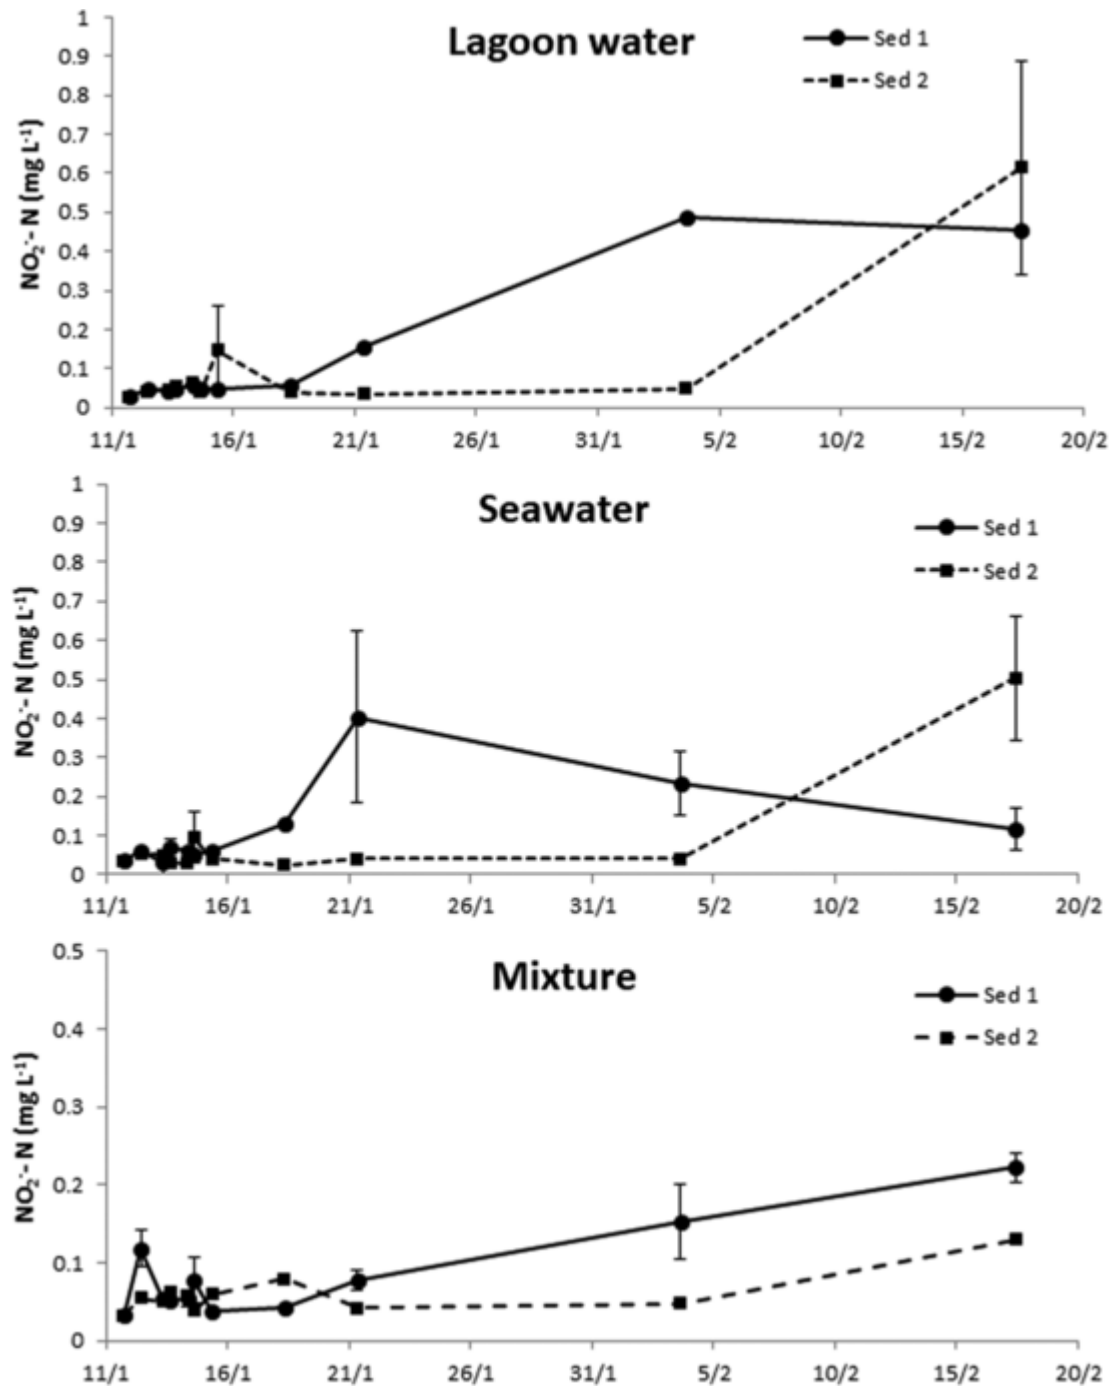 Lagoon water
Sed 1
Sed 2
NO₂⁻- N (mg L⁻¹)
1
0.9
0.8
0.7
0.6
0.5
0.4
0.3
0.2
0.1
0
11/1 16/1 21/1 26/1 31/1 5/2 10/2 15/2 20/2
Seawater
Sed 1
Sed 2
NO₂⁻- N (mg L⁻¹)
1
0.9
0.8
0.7
0.6
0.5
0.4
0.3
0.2
0.1
0
11/1 16/1 21/1 26/1 31/1 5/2 10/2 15/2 20/2
Mixture
Sed 1
Sed 2
NO₂⁻- N (mg L⁻¹)
0.5
0.4
0.3
0.2
0.1
0
11/1 16/1 21/1 26/1 31/1 5/2 10/2 15/2 20/2